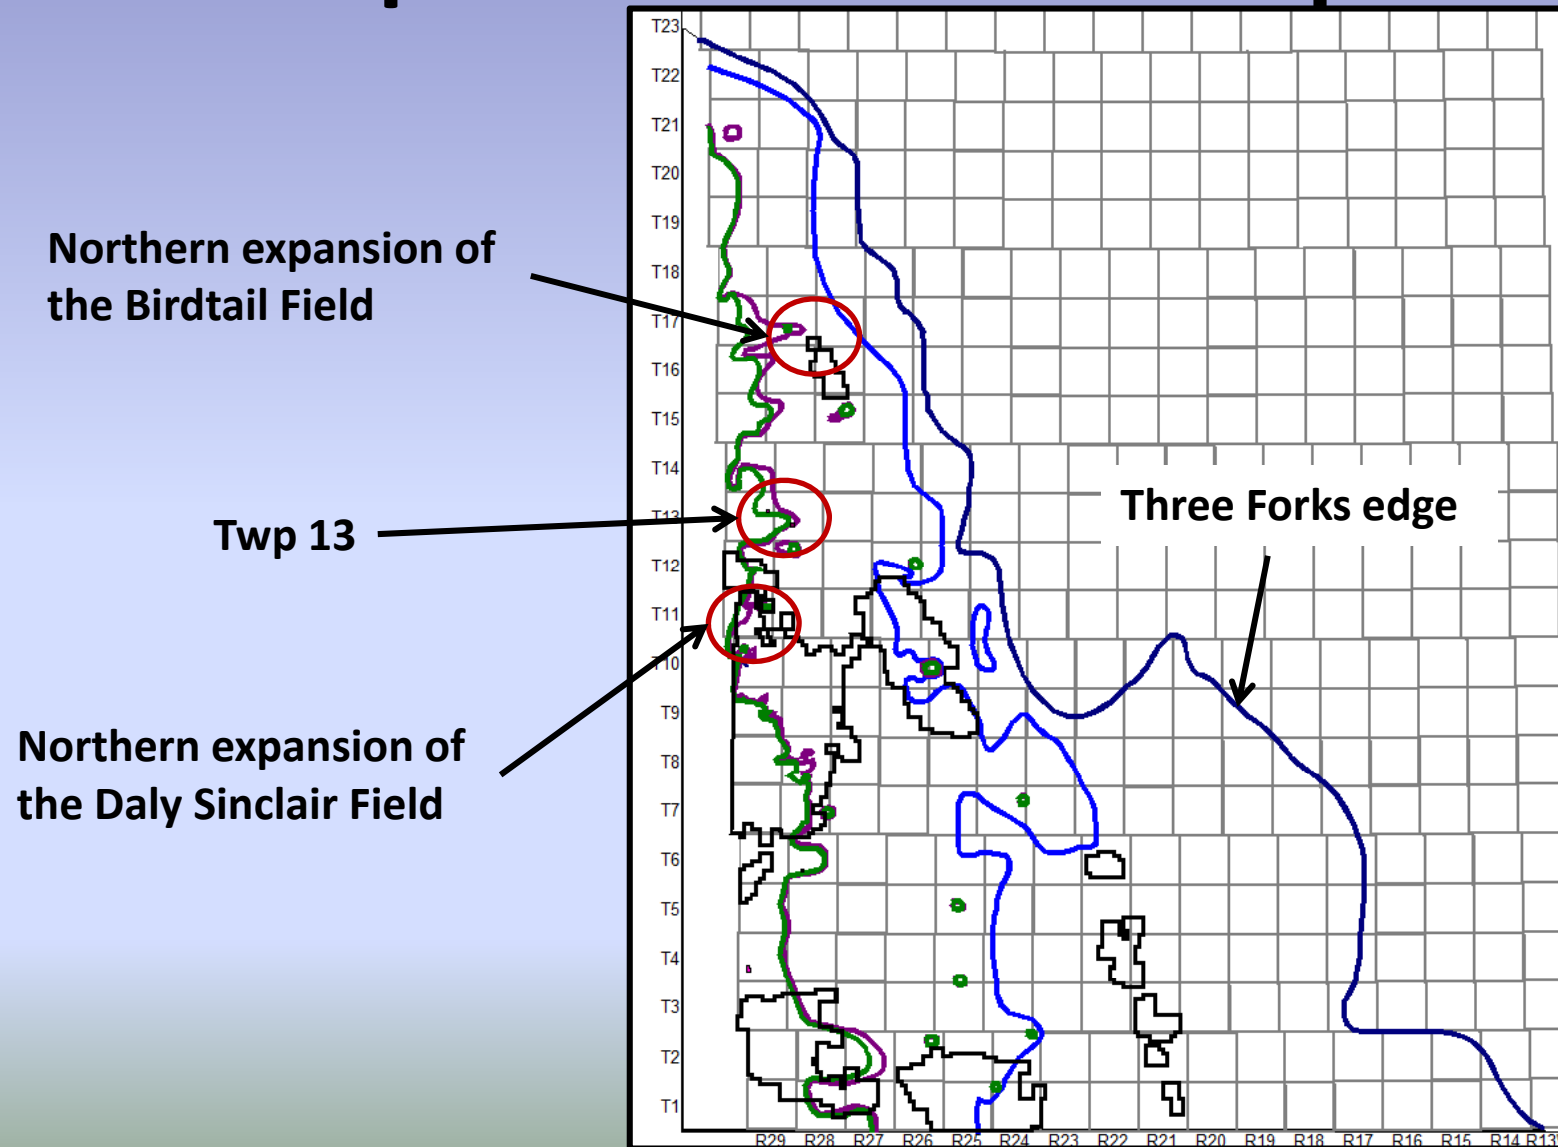 T23
T22
T21
T20
T19
T18
T17
T16
T15
T14
T13
T12
T11
T10
T9
T8
T7
T6
T5
T4
T3
T2
T1
Northern expansion of
the Birdtail Field
Twp 13
Three Forks edge
Northern expansion of
the Daly Sinclair Field
R29 R28 R27 R26 R25 R24 R23 R22 R21 R20 R19 R18 R17 R16 R15 R14 R13